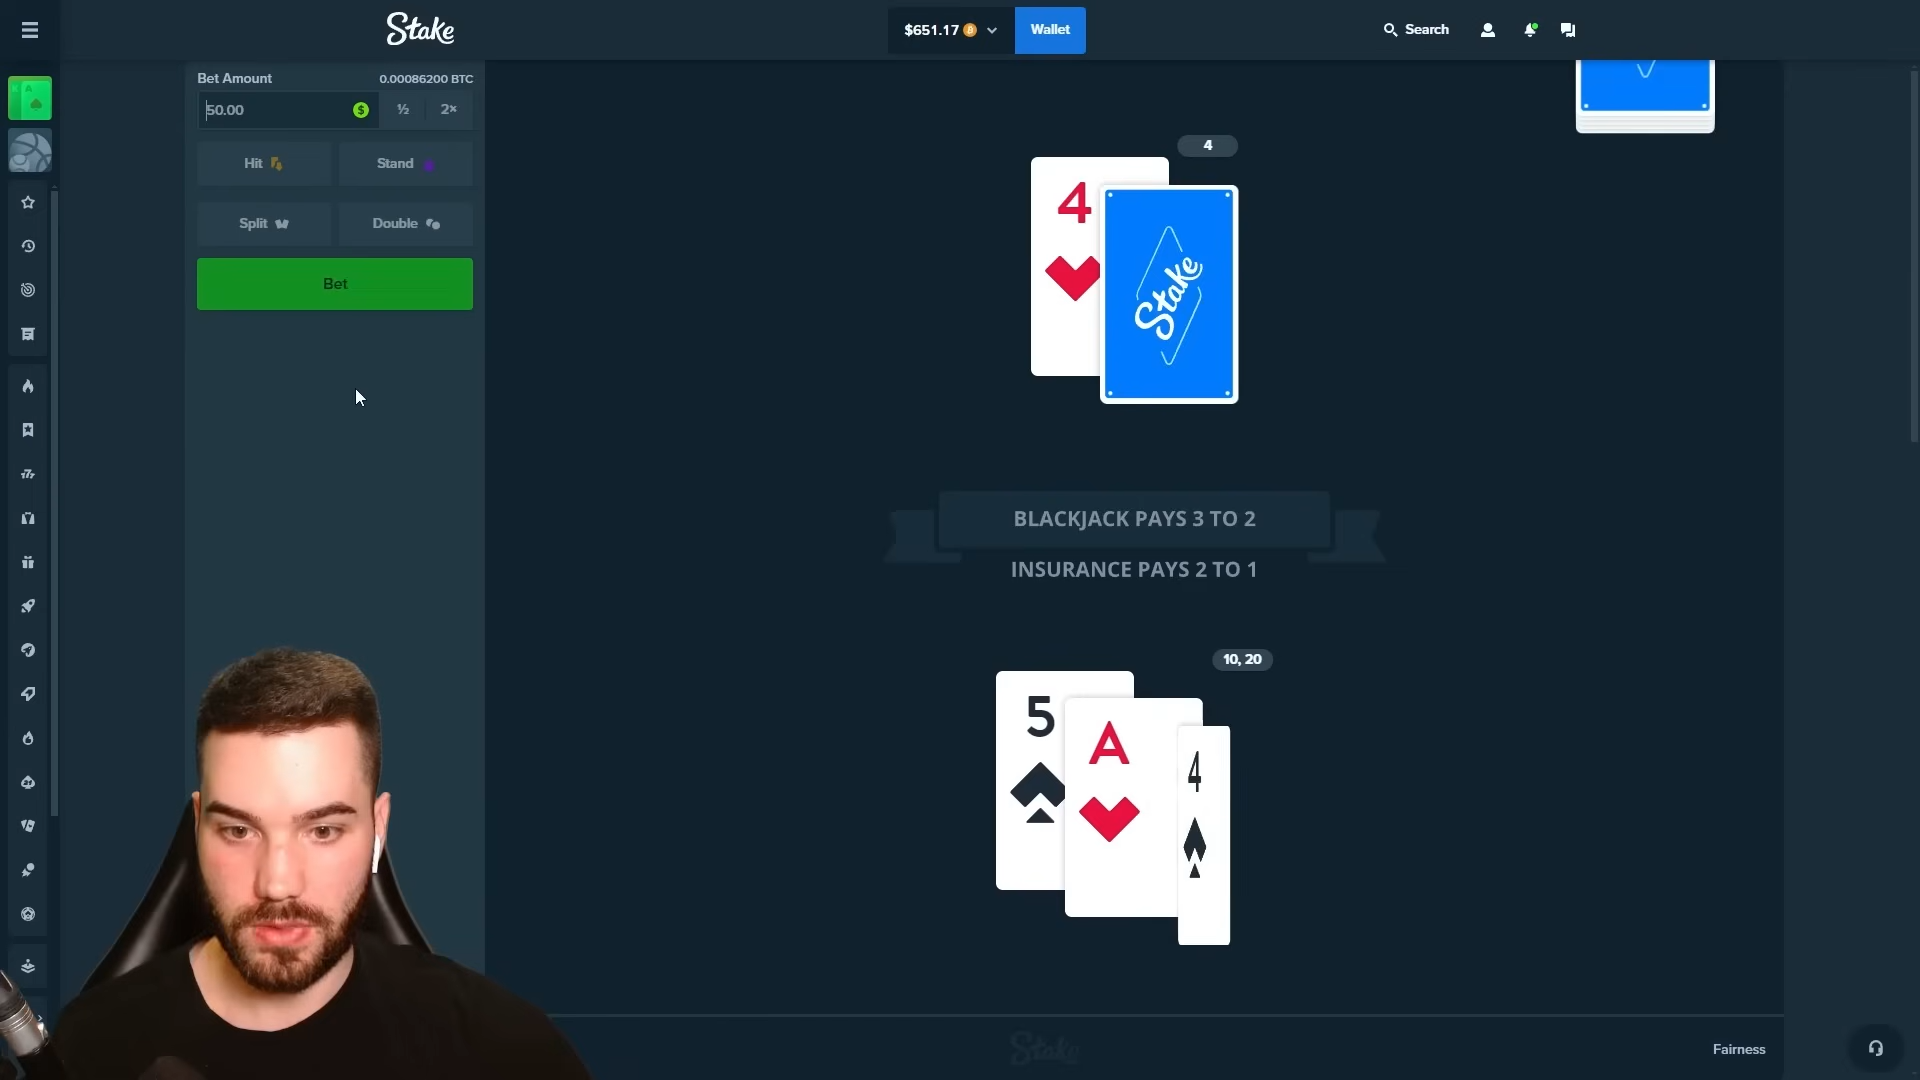 Stake
$651.17
Wallet
Search
Bet Amount
0.00086200 BTC
50.00
$
½
2×
Hit
Stand
Split
Double
Bet
4
4
Stake
BLACKJACK PAYS 3 TO 2
INSURANCE PAYS 2 TO 1
10, 20
5
A
4
Stake
Fairness